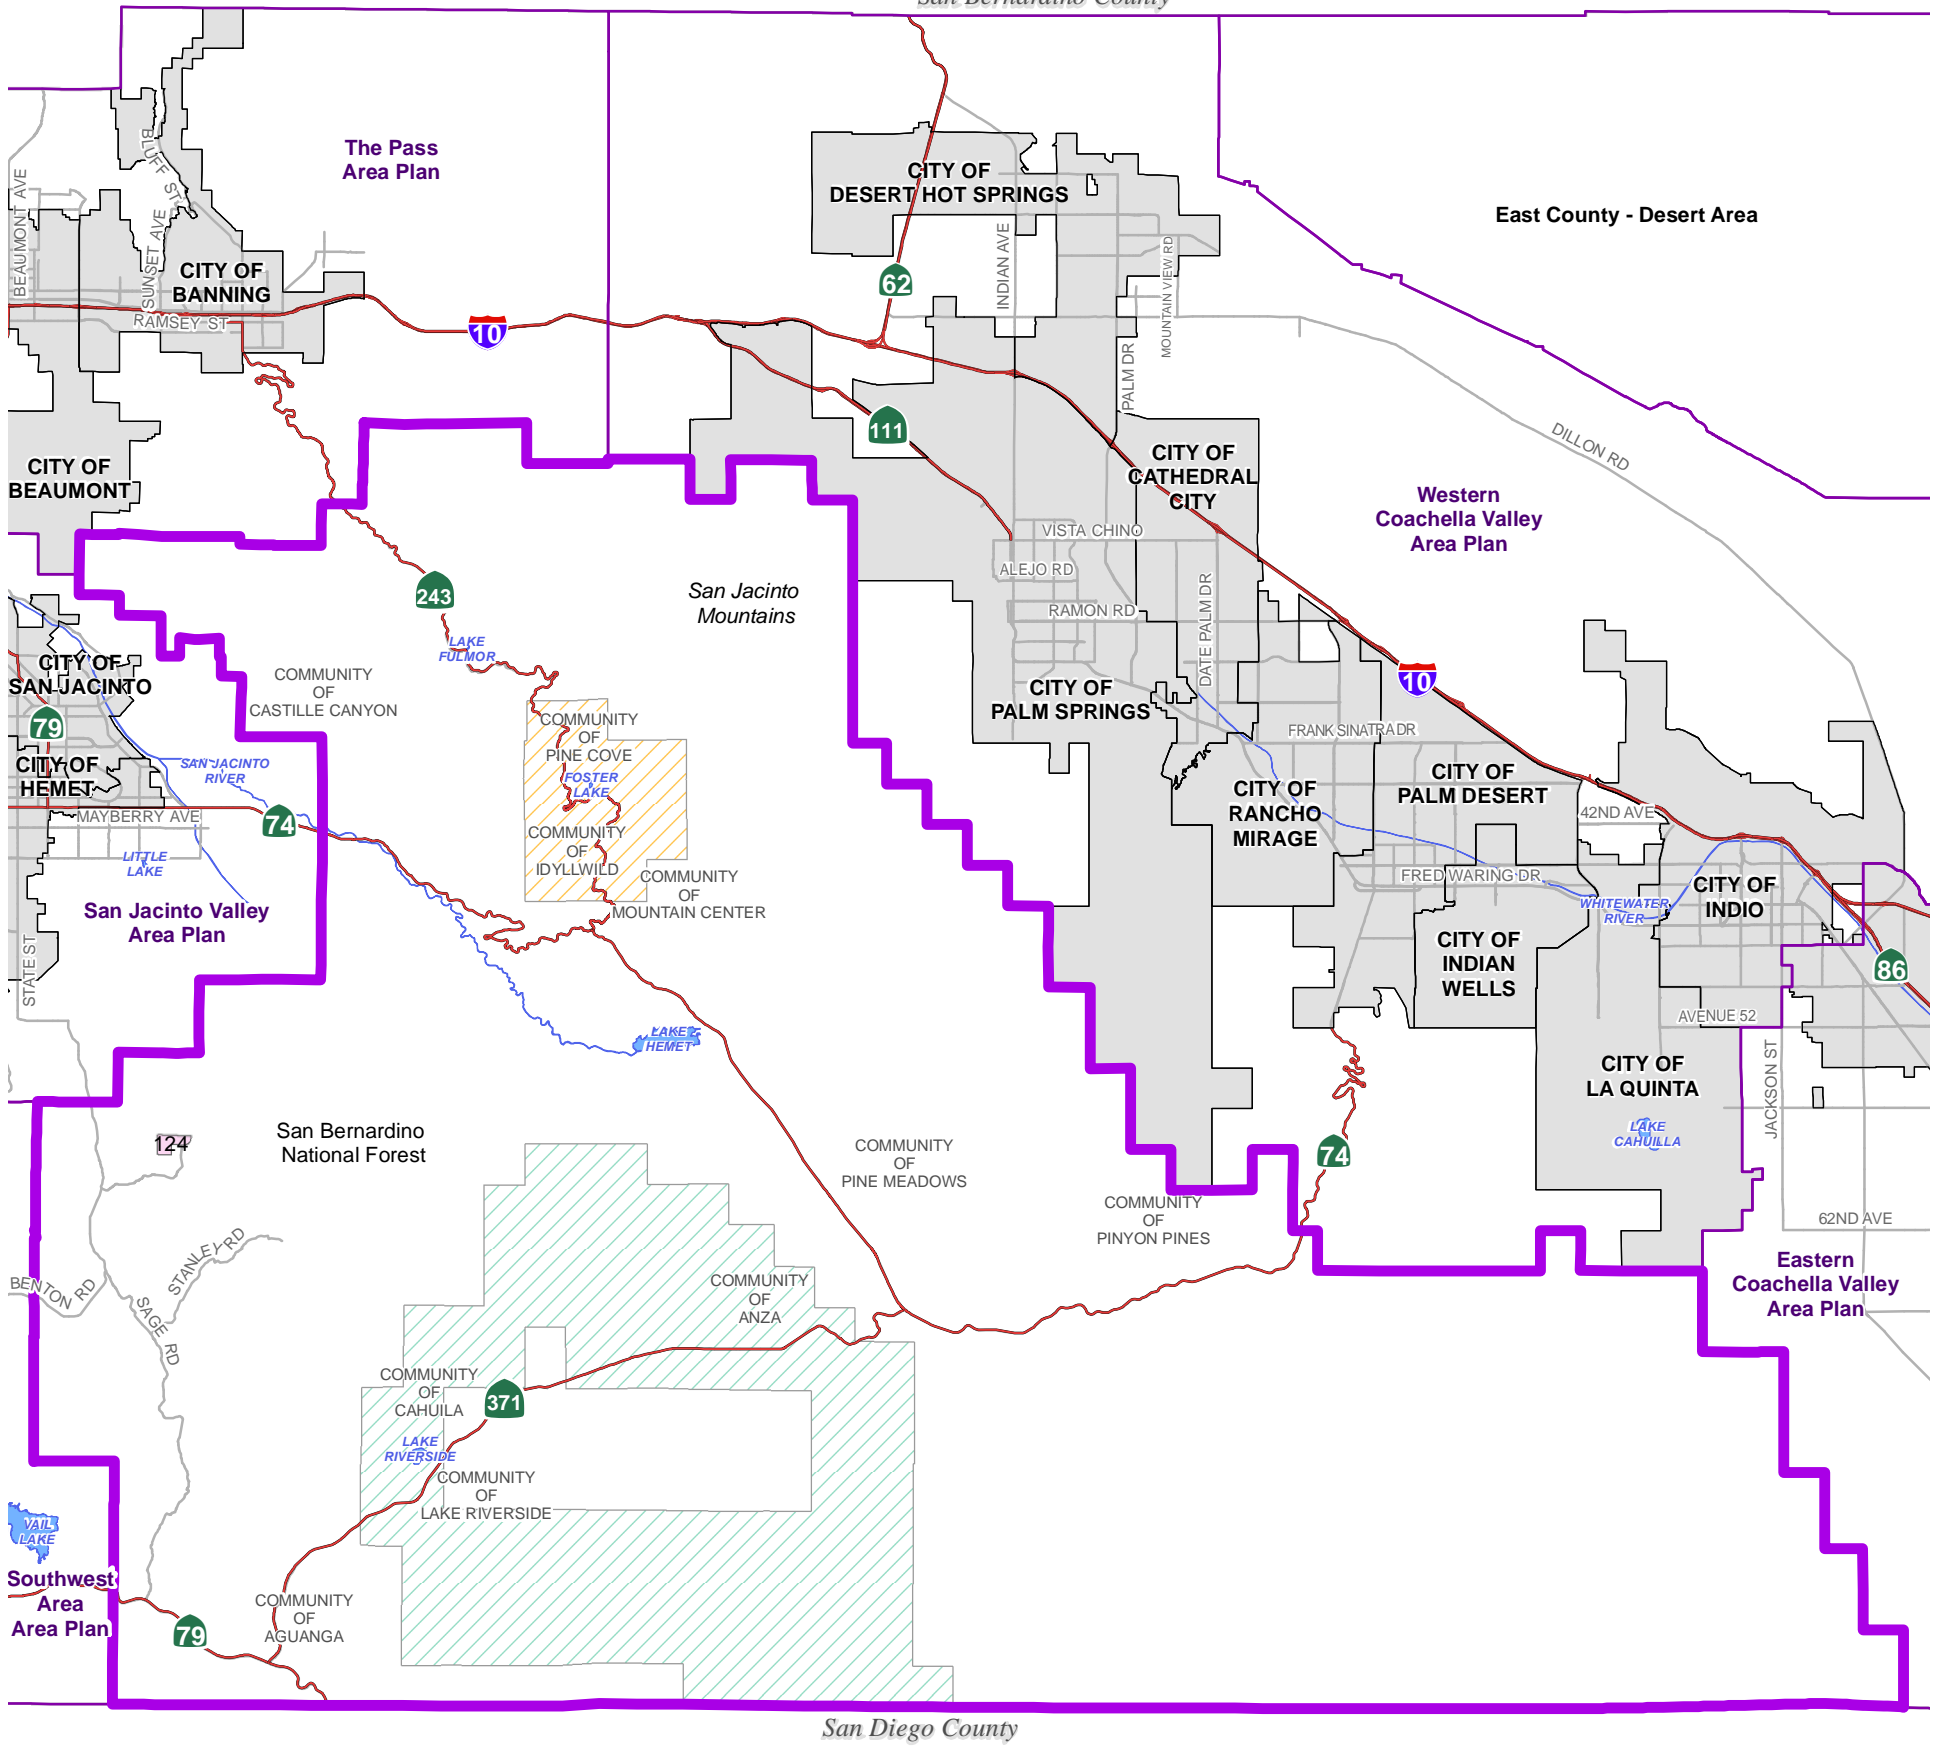 San Bernardino County
BLUFF ST
The Pass
Area Plan
CITY OF
DESERT HOT SPRINGS
East County - Desert Area
BEAUMONT AVE
SUNSET AVE
CITY OF
BANNING
RAMSEY ST
INDIAN AVE
MOUNTAIN VIEW RD
62
10
PALM DR
111
DILLON RD
CITY OF
BEAUMONT
CITY OF
CATHEDRAL
CITY
Western
Coachella Valley
Area Plan
VISTA CHINO
ALEJO RD
RAMON RD
DATE PALM DR
243
San Jacinto
Mountains
LAKE
FULMOR
CITY OF
SAN JACINTO
79
CITY OF
HEMET
COMMUNITY
OF
CASTILLE CANYON
COMMUNITY
OF
PINE COVE
CITY OF
PALM SPRINGS
10
FRANK SINATRA DR
SAN JACINTO
RIVER
FOSTER
LAKE
CITY OF
RANCHO
MIRAGE
CITY OF
PALM DESERT
42ND AVE
MAYBERRY AVE
74
LITTLE
LAKE
COMMUNITY
OF
IDYLLWILD
COMMUNITY
OF
MOUNTAIN CENTER
FRED WARING DR
WHITEWATER
RIVER
CITY OF
INDIO
San Jacinto Valley
Area Plan
STATE ST
CITY OF
INDIAN
WELLS
86
AVENUE 52
LAKE
HEMET
CITY OF
LA QUINTA
JACKSON ST
LAKE
CAHUILLA
124
San Bernardino
National Forest
COMMUNITY
OF
PINE MEADOWS
74
COMMUNITY
OF
PINYON PINES
62ND AVE
Eastern
Coachella Valley
Area Plan
STANLEY RD
BENTON RD
SAGE RD
COMMUNITY
OF
ANZA
COMMUNITY
OF
CAHUILA
371
LAKE
RIVERSIDE
COMMUNITY
OF
LAKE RIVERSIDE
VAIL
LAKE
Southwest
Area
Area Plan
79
COMMUNITY
OF
AGUANGA
San Diego County